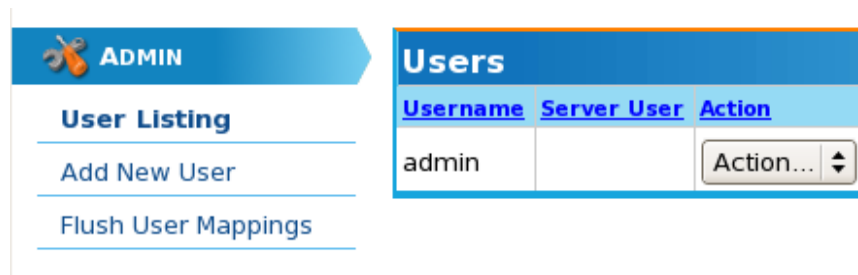 ADMIN
User Listing
Add New User
Flush User Mappings
Users
Username Server User Action
admin Action...